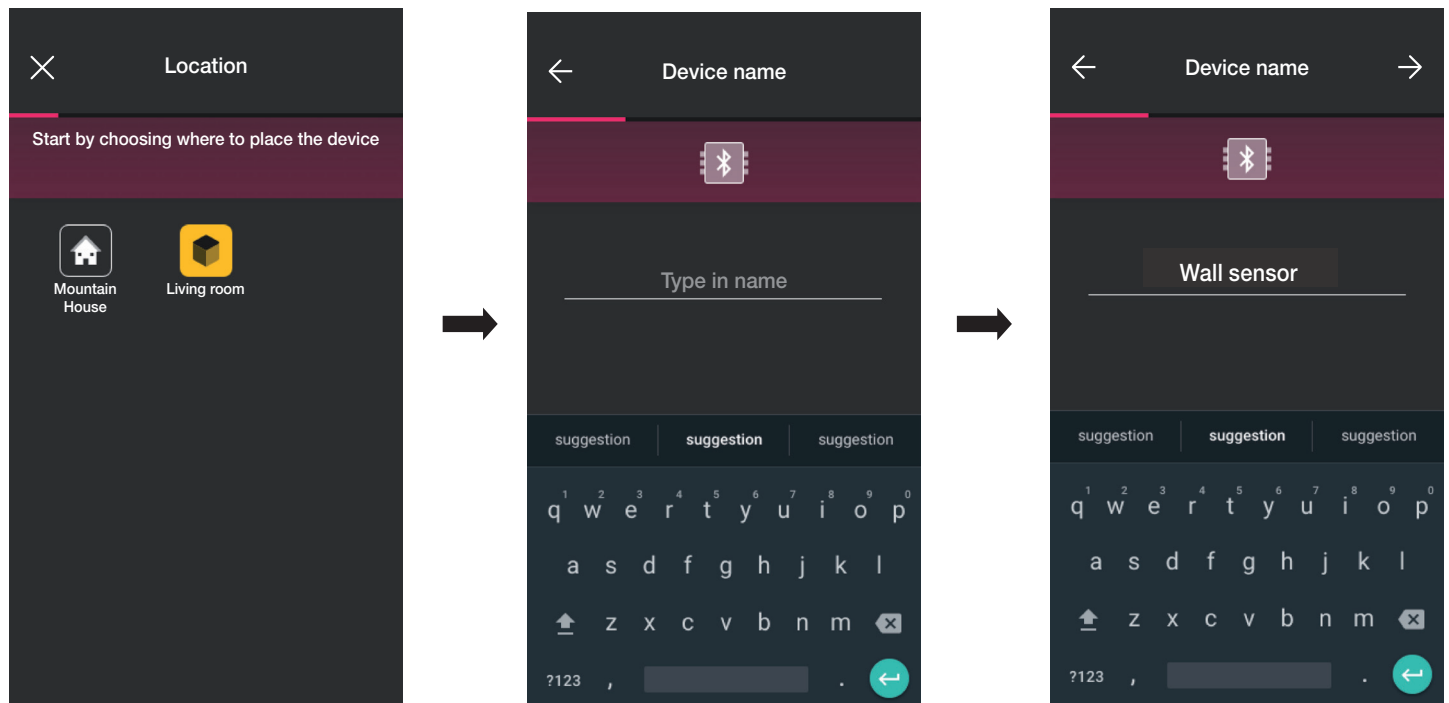 Location
Start by choosing where to place the device
Mountain
House
Living room
Device name
Type in name
suggestion suggestion suggestion
1 2 3 4 5 6 7 8 9 0
q w e r t y u i o p
a s d f g h j k l
z x c v b n m
?123 , .
Device name
Wall sensor
suggestion suggestion suggestion
1 2 3 4 5 6 7 8 9 0
q w e r t y u i o p
a s d f g h j k l
z x c v b n m
?123 , .